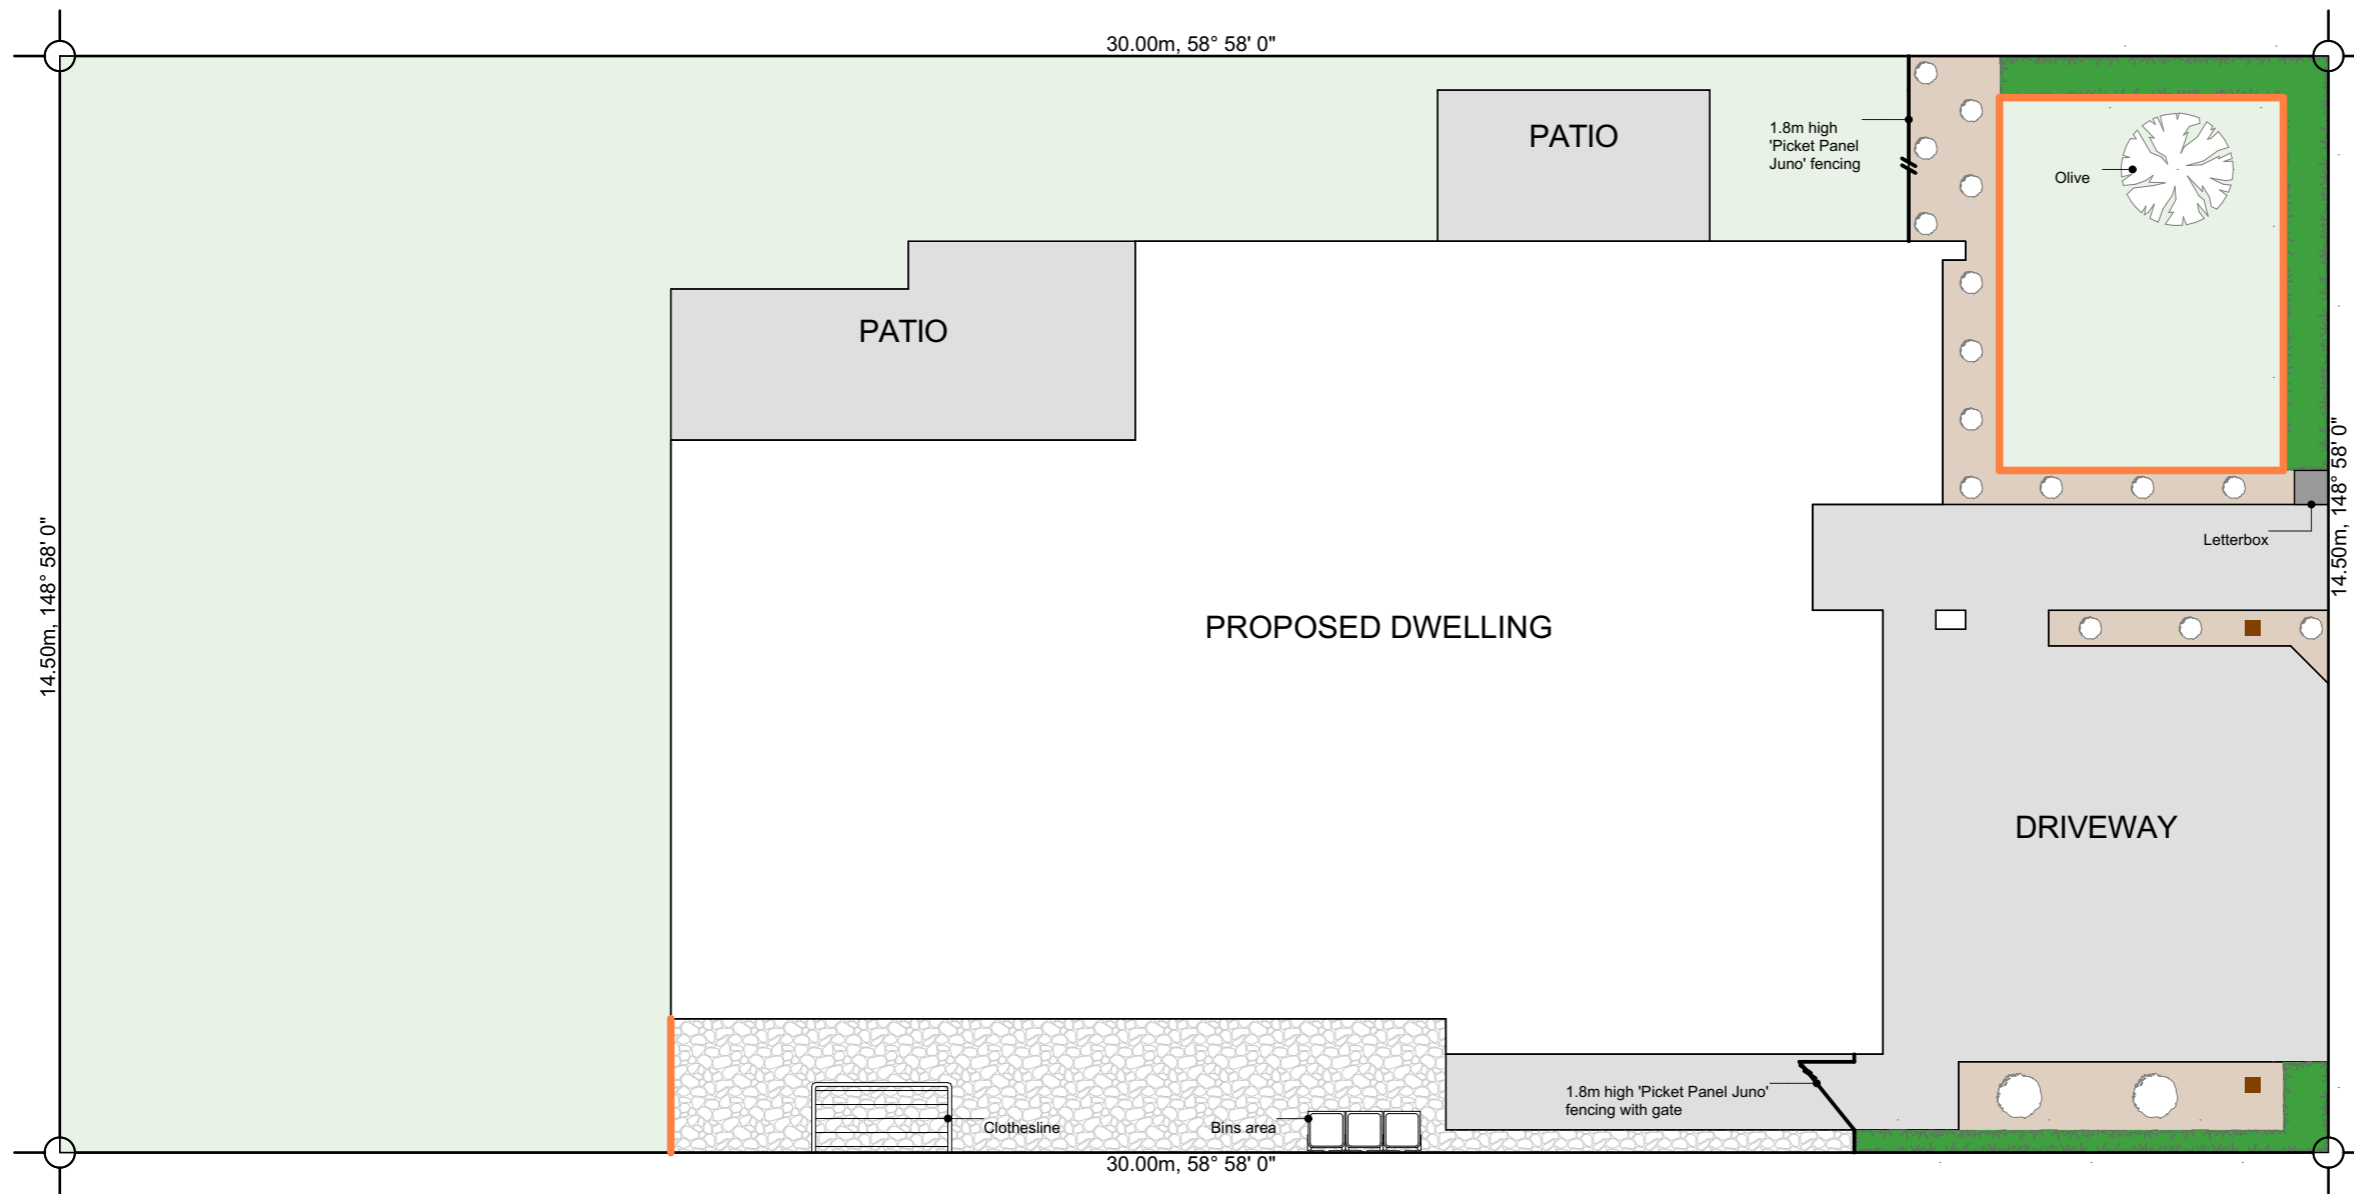 30.00m, 58° 58' 0"
PATIO
1.8m high
'Picket Panel
Juno' fencing
Olive
PATIO
14.50m, 148° 58' 0"
14.50m, 148° 58' 0"
Letterbox
PROPOSED DWELLING
DRIVEWAY
1.8m high 'Picket Panel Juno'
fencing with gate
Clothesline
Bins area
30.00m, 58° 58' 0"